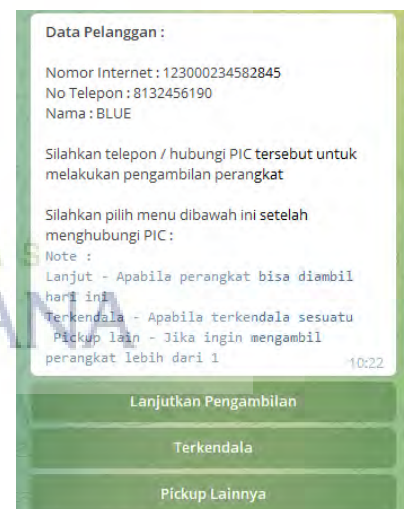 Data Pelanggan :
Nomor Internet : 123000234582845
No Telepon : 8132456190
Nama : BLUE
Silahkan telepon / hubungi PIC tersebut untuk
melakukan pengambilan perangkat
Silahkan pilih menu dibawah ini setelah
menghubungi PIC :
Note :
Lanjut - Apabila perangkat bisa diambil
hari ini
Terkendala - Apabila terkendala sesuatu
Pickup lain - Jika ingin mengambil
perangkat lebih dari 1
10:22
Lanjutkan Pengambilan
Terkendala
Pickup Lainnya